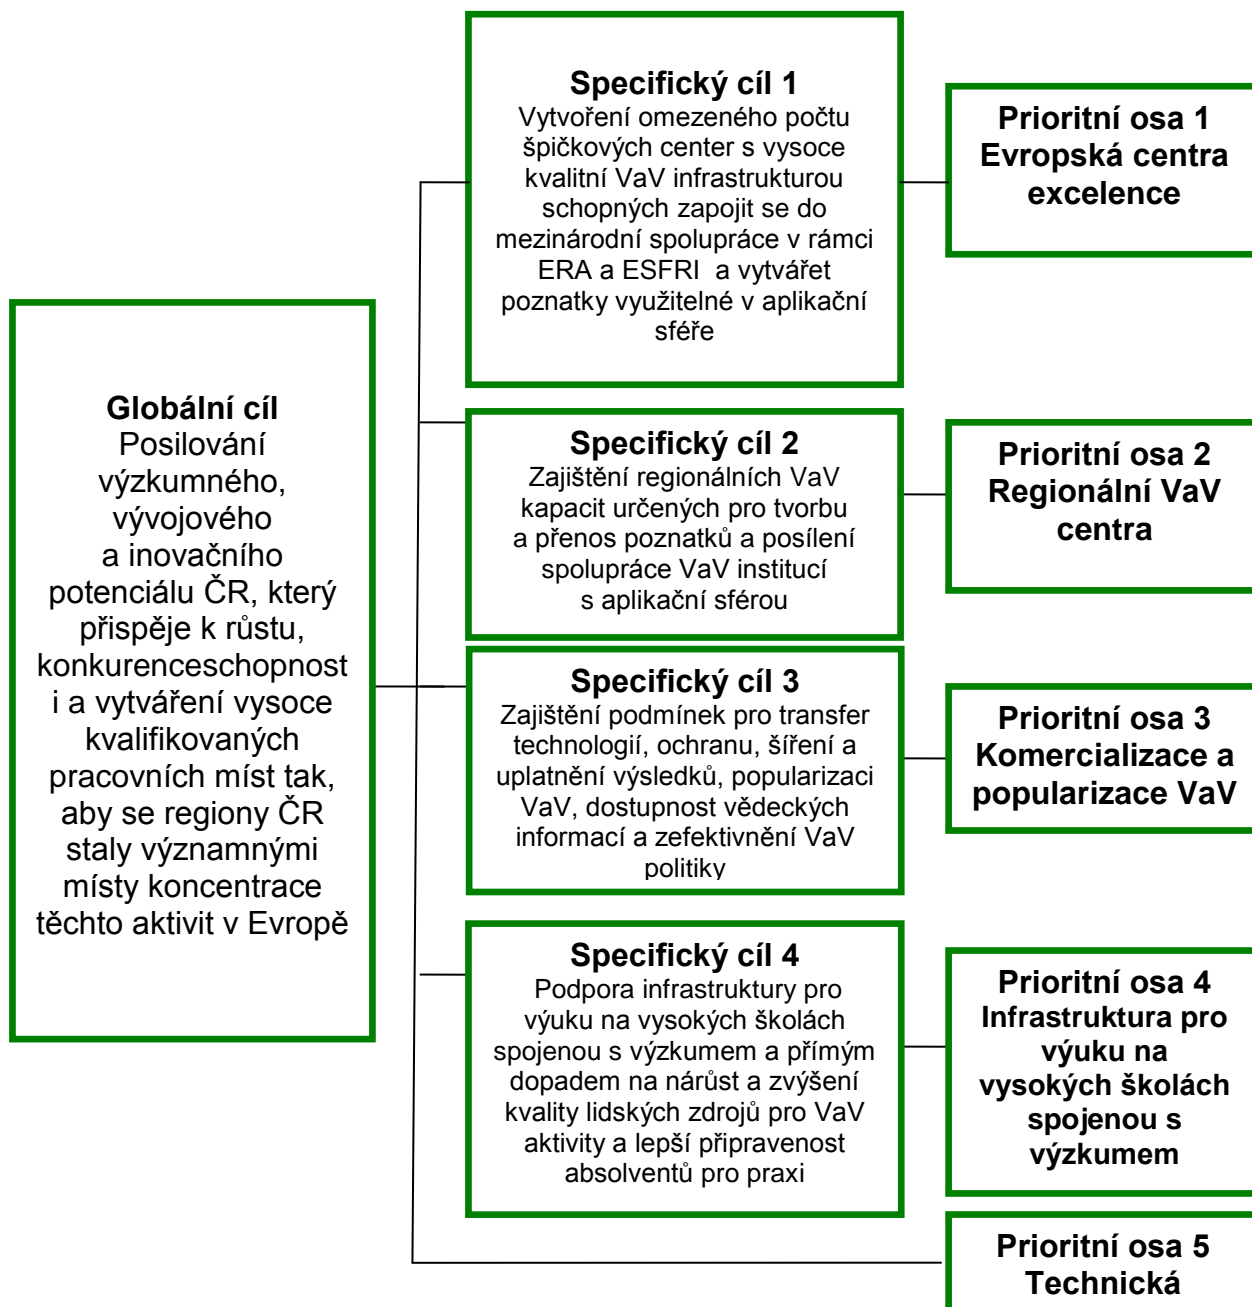 Globální cíl
Posilování
výzkumného,
vývojového
a inovačního
potenciálu ČR, který
přispěje k růstu,
konkurenceschopnost
i a vytváření vysoce
kvalifikovaných
pracovních míst tak,
aby se regiony ČR
staly významnými
místy koncentrace
těchto aktivit v Evropě
Specifický cíl 1
Vytvoření omezeného počtu
špičkových center s vysoce
kvalitní VaV infrastrukturou
schopných zapojit se do
mezinárodní spolupráce v rámci
ERA a ESFRI a vytvářet
poznatky využitelné v aplikační
sféře
Prioritní osa 1
Evropská centra
excelence
Specifický cíl 2
Zajištění regionálních VaV
kapacit určených pro tvorbu
a přenos poznatků a posílení
spolupráce VaV institucí
s aplikační sférou
Prioritní osa 2
Regionální VaV
centra
Specifický cíl 3
Zajištění podmínek pro transfer
technologií, ochranu, šíření a
uplatnění výsledků, popularizaci
VaV, dostupnost vědeckých
informací a zefektivnění VaV
politiky
Prioritní osa 3
Komercializace a
popularizace VaV
Specifický cíl 4
Podpora infrastruktury pro
výuku na vysokých školách
spojenou s výzkumem a přímým
dopadem na nárůst a zvýšení
kvality lidských zdrojů pro VaV
aktivity a lepší připravenost
absolventů pro praxi
Prioritní osa 4
Infrastruktura pro
výuku na
vysokých školách
spojenou s
výzkumem
Prioritní osa 5
Technická